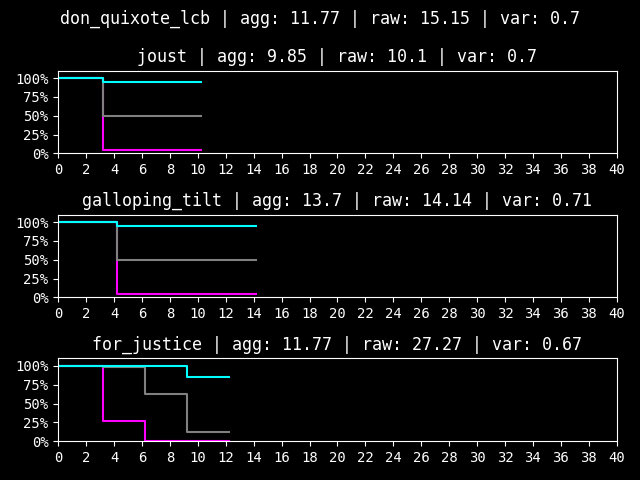 don_quixote_lcb | agg: 11.77 | raw: 15.15 | var: 0.7
joust | agg: 9.85 | raw: 10.1 | var: 0.7
100%
75%
50%
25%
0%
0 2 4 6 8 10 12 14 16 18 20 22 24 26 28 30 32 34 36 38 40
galloping_tilt | agg: 13.7 | raw: 14.14 | var: 0.71
100%
75%
50%
25%
0%
0 2 4 6 8 10 12 14 16 18 20 22 24 26 28 30 32 34 36 38 40
for_justice | agg: 11.77 | raw: 27.27 | var: 0.67
100%
75%
50%
25%
0%
0 2 4 6 8 10 12 14 16 18 20 22 24 26 28 30 32 34 36 38 40